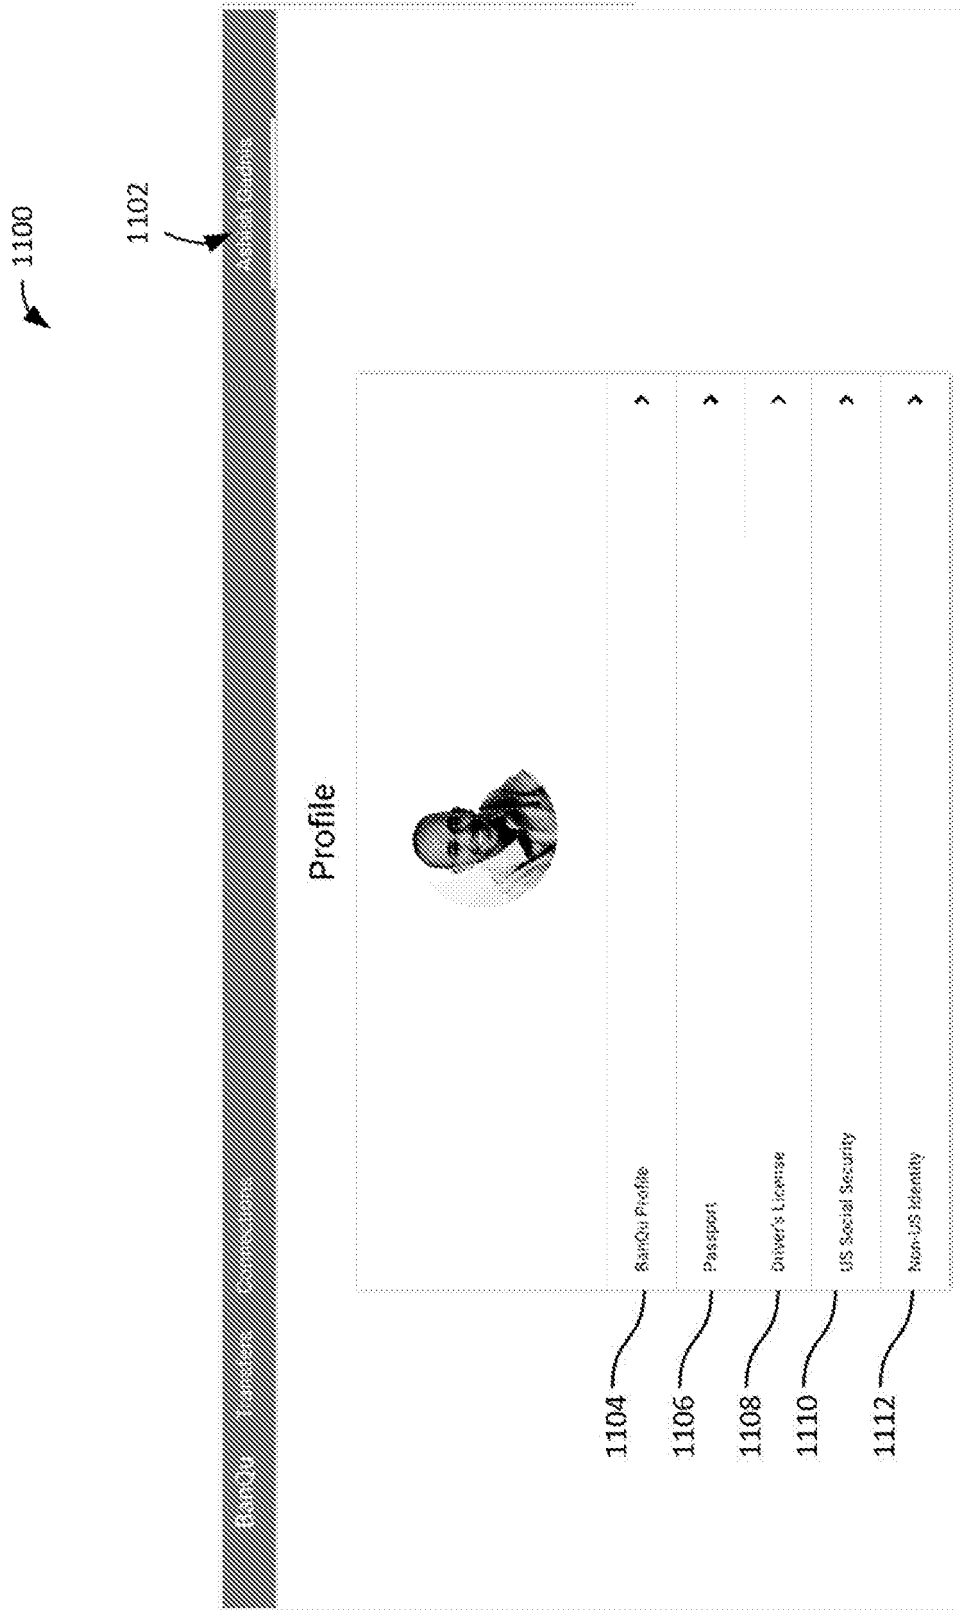 1100
1102
BanQu
Profile
1104 BanQu Profile
1106 Passport
1108 Driver's License
1110 US Social Security
1112 Non-US Identity